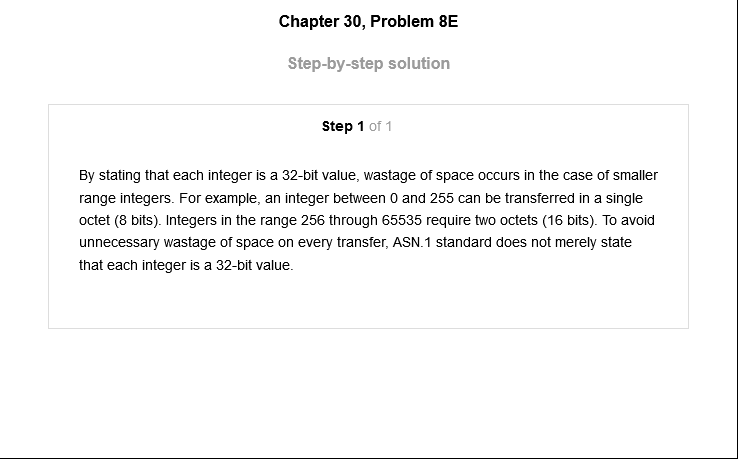 Chapter 30, Problem 8E
Step-by-step solution
Step 1 of 1
By stating that each integer is a 32-bit value, wastage of space occurs in the case of smaller
range integers. For example, an integer between 0 and 255 can be transferred in a single
octet (8 bits). Integers in the range 256 through 65535 require two octets (16 bits). To avoid
unnecessary wastage of space on every transfer, ASN.1 standard does not merely state
that each integer is a 32-bit value.